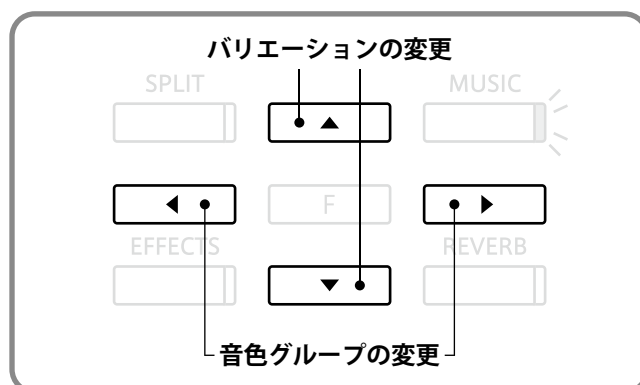 バリエーションの変更
SPLIT
MUSIC
▲
◀
F
▶
EFFECTS
▼
REVERB
音色グループの変更